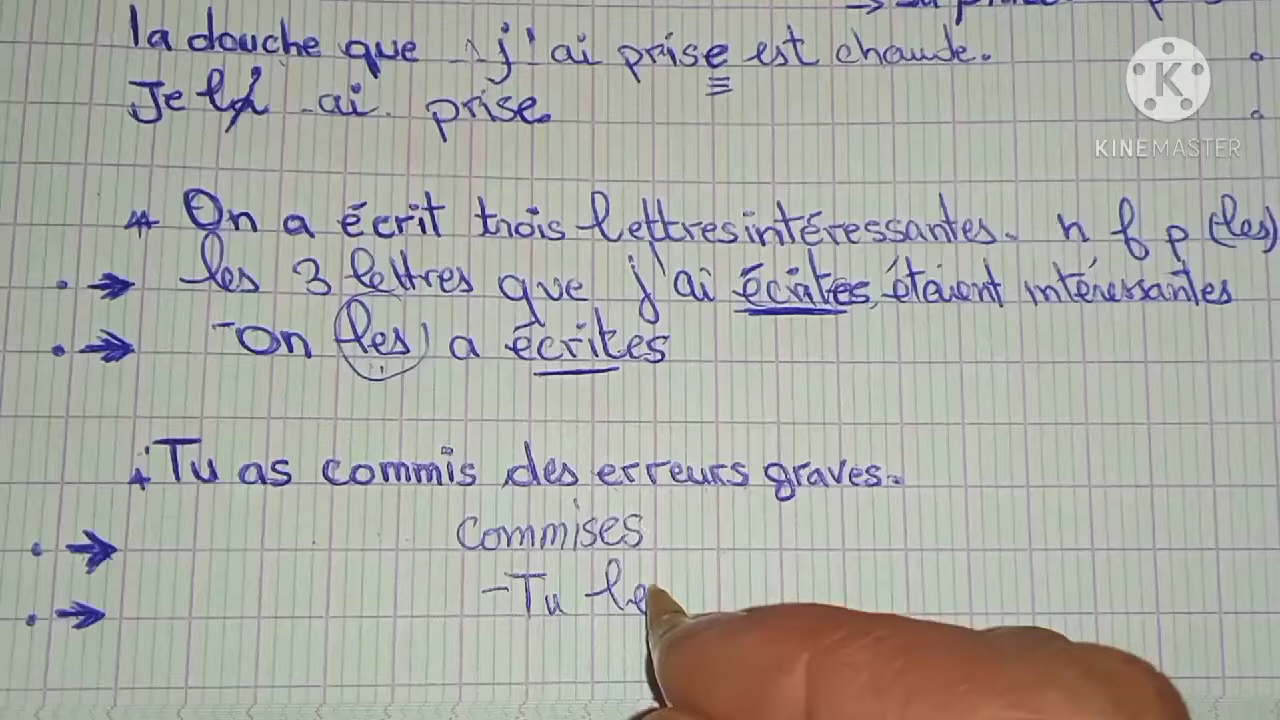 la douche que j'ai prise est chaude.
Je l' ai prise.
KINEMASTER
* On a écrit trois lettres intéressantes. n f p (les)
→ les 3 lettres que j'ai écrites, étaient intéressantes
→ - On (les) a écrites
Tu as commis des erreurs graves.
→ commises
→ - Tu le